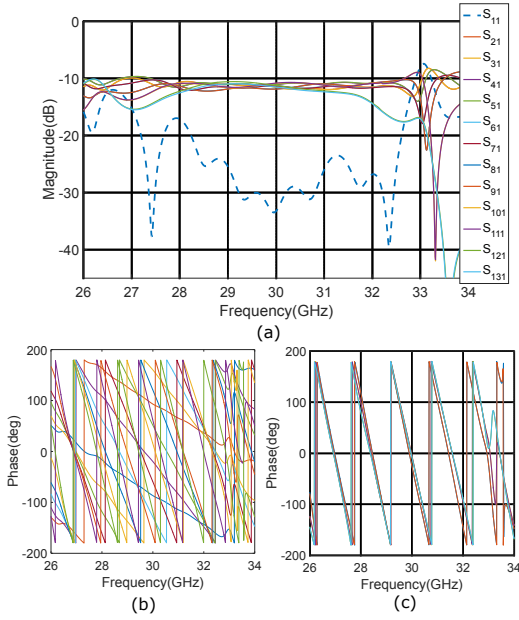 0
-10
-20
-30
-40
Magnitude(dB)
26 27 28 29 30 31 32 33 34
Frequency(GHz)
(a)
S11
S21
S31
S41
S51
S61
S71
S81
S91
S101
S111
S121
S131
200
100
0
-100
-200
Phase(deg)
26 28 30 32 34
Frequency(GHz)
(b)
200
100
0
-100
-200
Phase(deg)
26 28 30 32 34
Frequency(GHz)
(c)